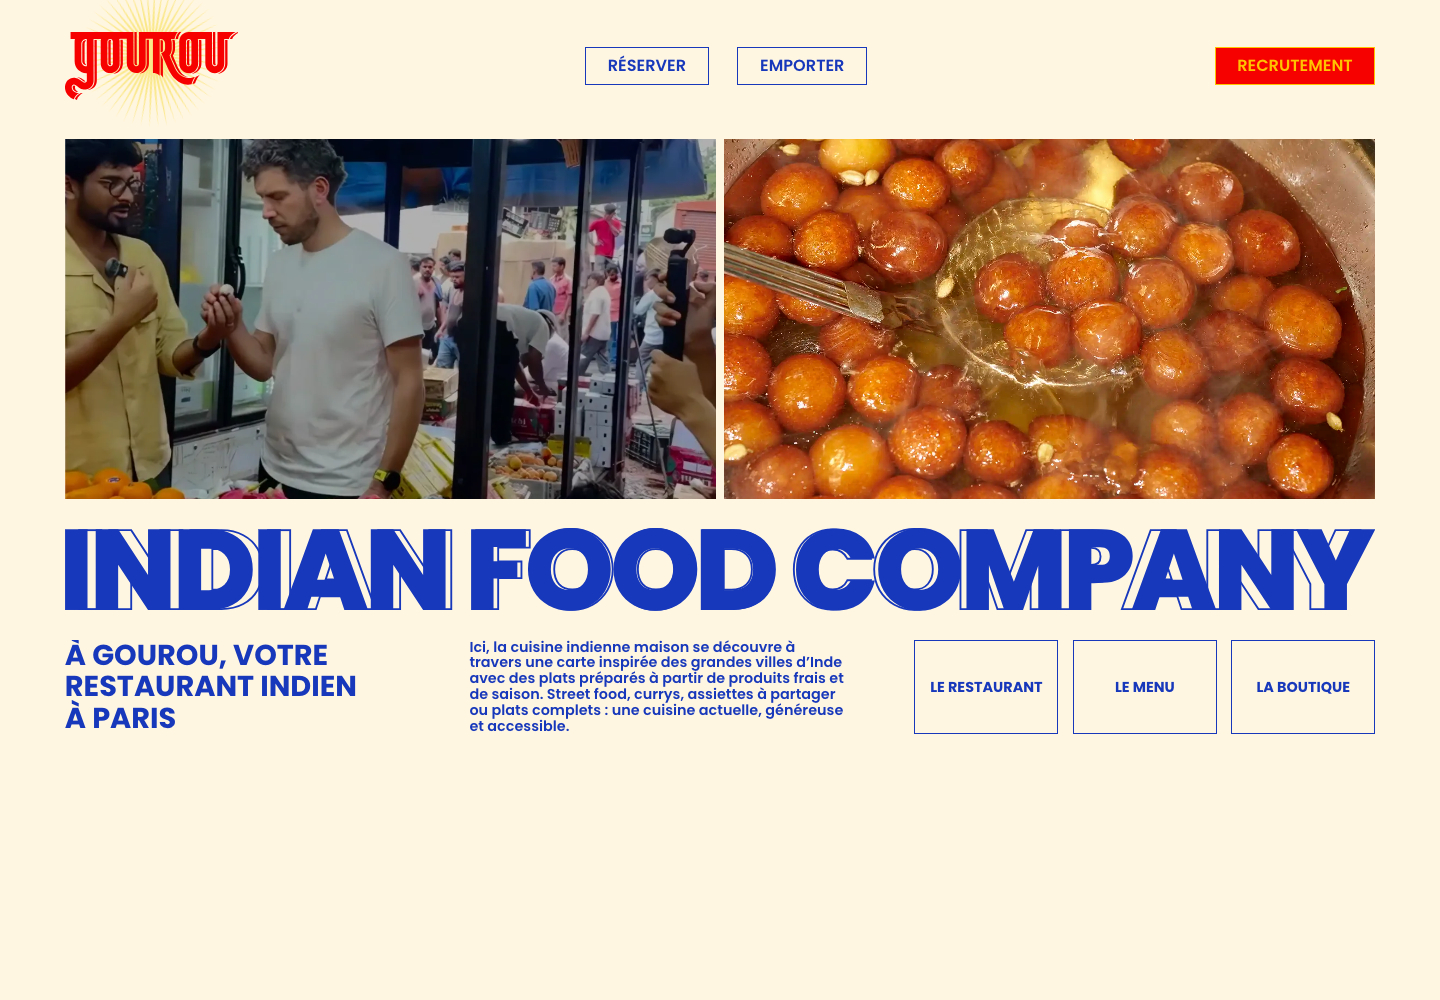 GOUROU
RÉSERVER
EMPORTER
RECRUTEMENT
INDIAN FOOD COMPANY
À GOUROU, VOTRE
RESTAURANT INDIEN
À PARIS
Ici, la cuisine indienne maison se découvre à
travers une carte inspirée des grandes villes d’Inde
avec des plats préparés à partir de produits frais et
de saison. Street food, currys, assiettes à partager
ou plats complets : une cuisine actuelle, généreuse
et accessible.
LE RESTAURANT
LE MENU
LA BOUTIQUE